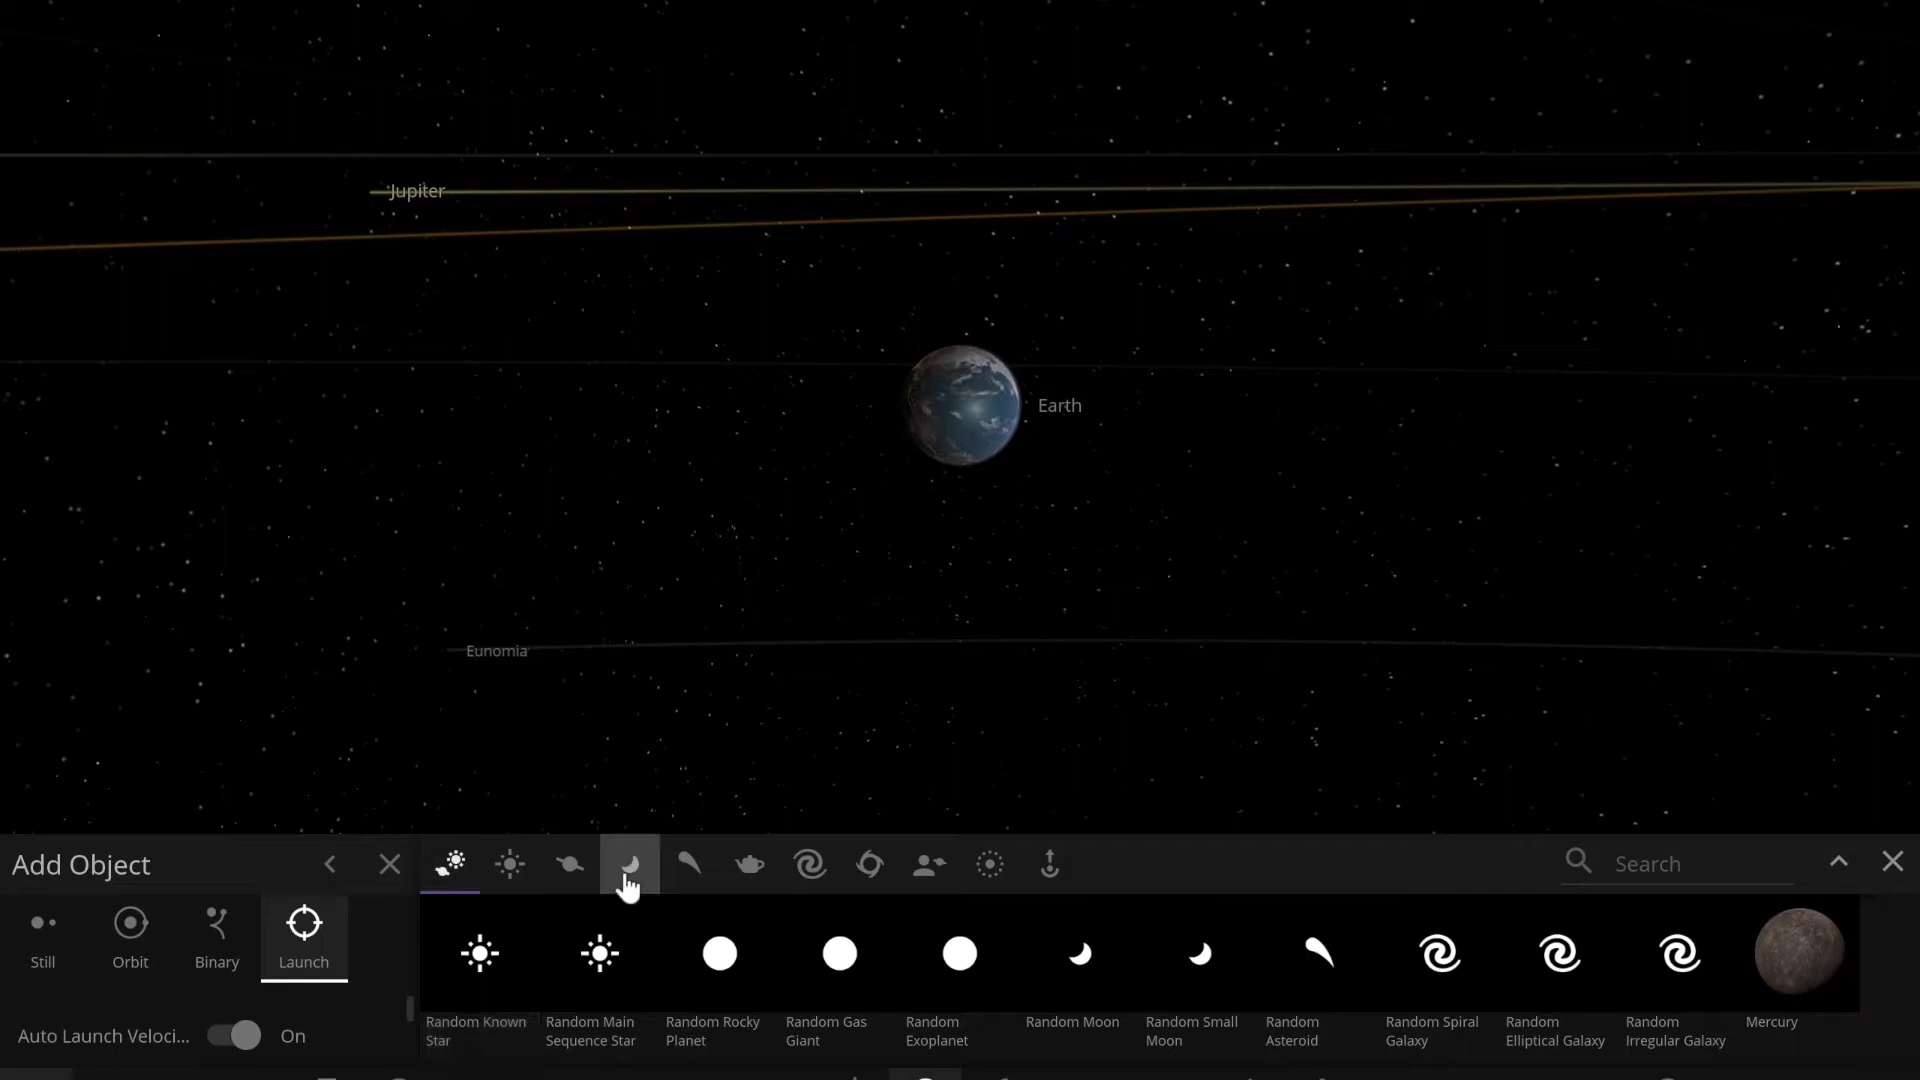 Jupiter
Earth
Eunomia
Add Object
Search
Still
Orbit
Binary
Launch
Auto Launch Veloci...
On
Random Known
Star
Random Main
Sequence Star
Random Rocky
Planet
Random Gas
Giant
Random
Exoplanet
Random Moon
Random Small
Moon
Random
Asteroid
Random Spiral
Galaxy
Random
Elliptical Galaxy
Random
Irregular Galaxy
Mercury